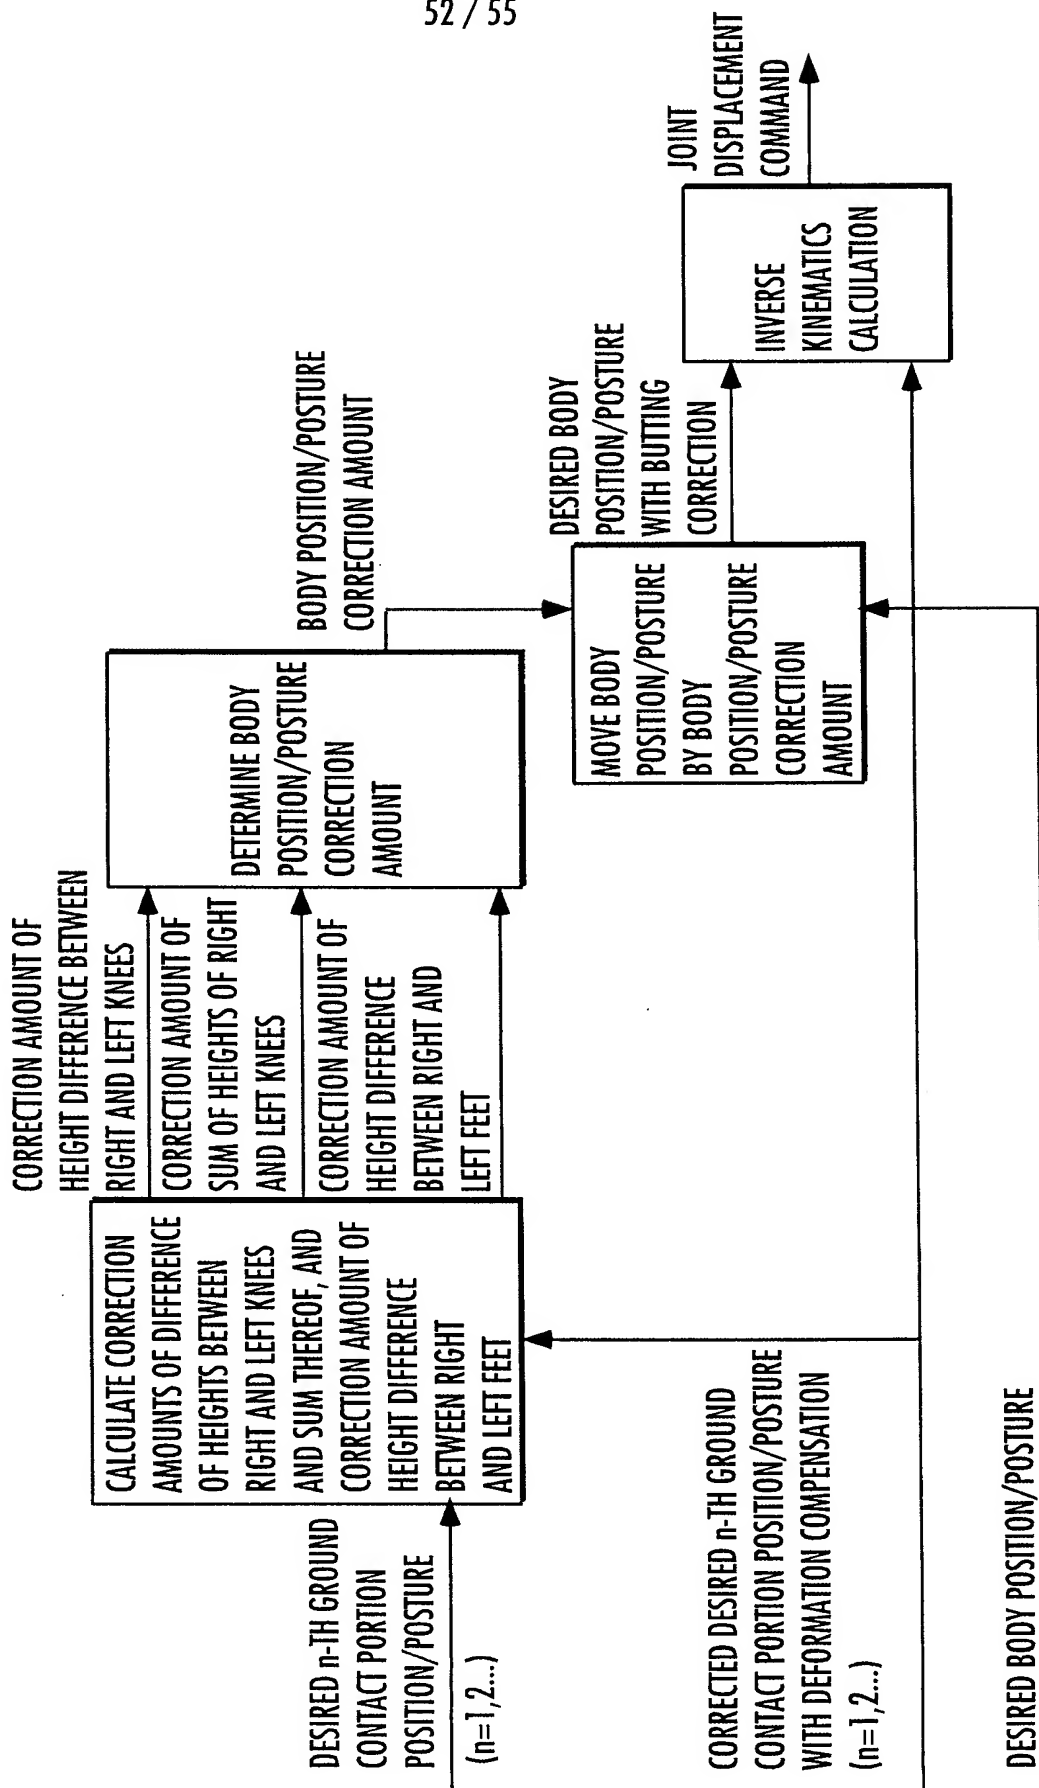 52 / 55
CORRECTION AMOUNT OF
HEIGHT DIFFERENCE BETWEEN
RIGHT AND LEFT KNEES
CORRECTION AMOUNT OF
SUM OF HEIGHTS OF RIGHT
AND LEFT KNEES
CORRECTION AMOUNT OF
HEIGHT DIFFERENCE
BETWEEN RIGHT AND
LEFT FEET
CALCULATE CORRECTION
AMOUNTS OF DIFFERENCE
OF HEIGHTS BETWEEN
RIGHT AND LEFT KNEES
AND SUM THEREOF, AND
CORRECTION AMOUNT OF
HEIGHT DIFFERENCE
BETWEEN RIGHT
AND LEFT FEET
DESIRED n-TH GROUND
CONTACT PORTION
POSITION/POSTURE
(n=1,2...)
DETERMINE BODY
POSITION/POSTURE
CORRECTION
AMOUNT
BODY POSITION/POSTURE
CORRECTION AMOUNT
MOVE BODY
POSITION/POSTURE
BY BODY
POSITION/POSTURE
CORRECTION
AMOUNT
DESIRED BODY
POSITION/POSTURE
WITH BUTTING
CORRECTION
INVERSE
KINEMATICS
CALCULATION
JOINT
DISPLACEMENT
COMMAND
CORRECTED DESIRED n-TH GROUND
CONTACT PORTION POSITION/POSTURE
WITH DEFORMATION COMPENSATION
(n=1,2...)
DESIRED BODY POSITION/POSTURE